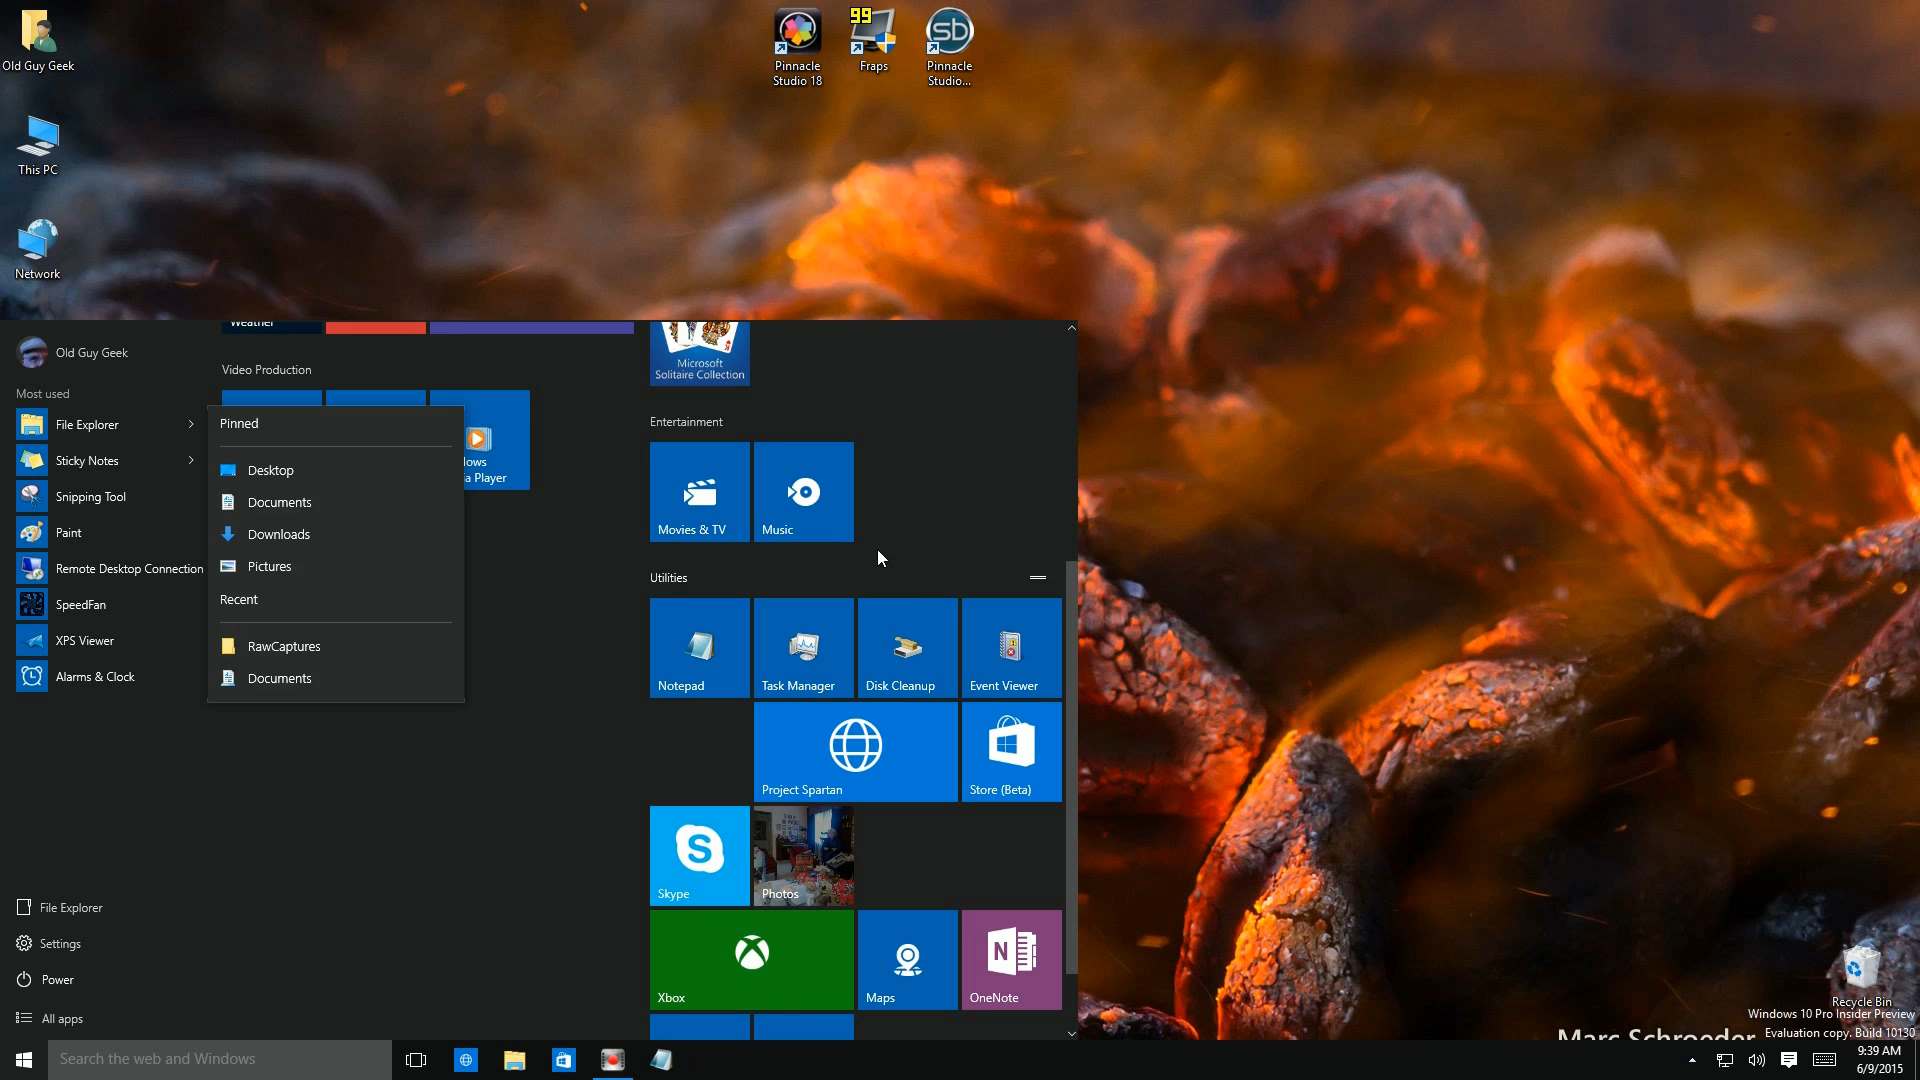 Old Guy Geek
This PC
Network
99
Pinnacle
Studio 18
Fraps
sb
Pinnacle
Studio...
Old Guy Geek
Most used
File Explorer
Sticky Notes
Snipping Tool
Paint
Remote Desktop Connection
SpeedFan
XPS Viewer
Alarms & Clock
File Explorer
Settings
Power
All apps
Weather
Video Production
lows
a Player
Pinned
Desktop
Documents
Downloads
Pictures
Recent
RawCaptures
Documents
Microsoft
Solitaire Collection
Entertainment
Movies & TV
Music
Utilities
Notepad
Task Manager
Disk Cleanup
Event Viewer
Project Spartan
Store (Beta)
S
Skype
Photos
Xbox
Maps
N
OneNote
Recycle Bin
Windows 10 Pro Insider Preview
Marc Schroeder
Evaluation copy. Build 10130
Search the web and Windows
9:39 AM
6/9/2015